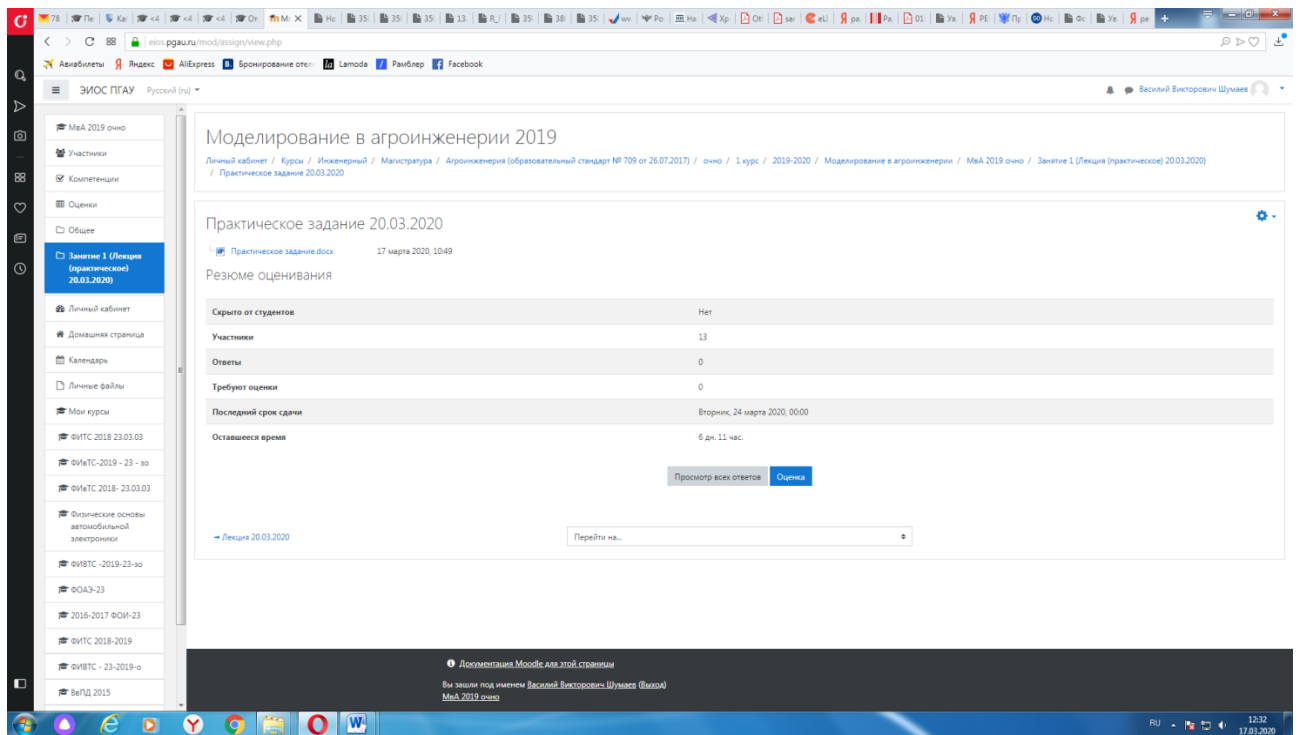 eios.pgau.ru/mod/assign/view.php
Авиабилеты Яндекс AliExpress Бронирование отел Lamoda Рамблер Facebook
ЭИОС ПГАУ Русский (ru)
Василий Викторович Шумаев
МвА 2019 очно
Участники
Компетенции
Оценки
Общее
Занятие 1 (Лекция
(практическое)
20.03.2020)
Личный кабинет
Домашняя страница
Календарь
Личные файлы
Мои курсы
ФИТС 2018 23.03.03
ФИвТС-2019 - 23 - зо
ФИвТС 2018- 23.03.03
Физические основы
автомобильной
электроники
ФИВТС -2019-23-зо
ФОАЭ-23
2016-2017 ФОИ-23
ФИТС 2018-2019
ФИВТС - 23-2019-о
ВеПД 2015
Моделирование в агроинженерии 2019
Личный кабинет / Курсы / Инженерный / Магистратура / Агроинженерия (образовательный стандарт № 709 от 26.07.2017) / очно / 1 курс / 2019-2020 / Моделирование в агроинженерии / МвА 2019 очно / Занятие 1 (Лекция (практическое) 20.03.2020)
/ Практическое задание 20.03.2020
Практическое задание 20.03.2020
Практическое задание.docx 17 марта 2020, 10:49
Резюме оценивания
Скрыто от студентов Нет
Участники 13
Ответы 0
Требуют оценки 0
Последний срок сдачи Вторник, 24 марта 2020, 00:00
Оставшееся время 6 дн. 11 час.
Просмотр всех ответов Оценка
→ Лекция 20.03.2020 Перейти на...
Документация Moodle для этой страницы
Вы зашли под именем Василий Викторович Шумаев (Выход)
МвА 2019 очно
RU 12:32
17.03.2020